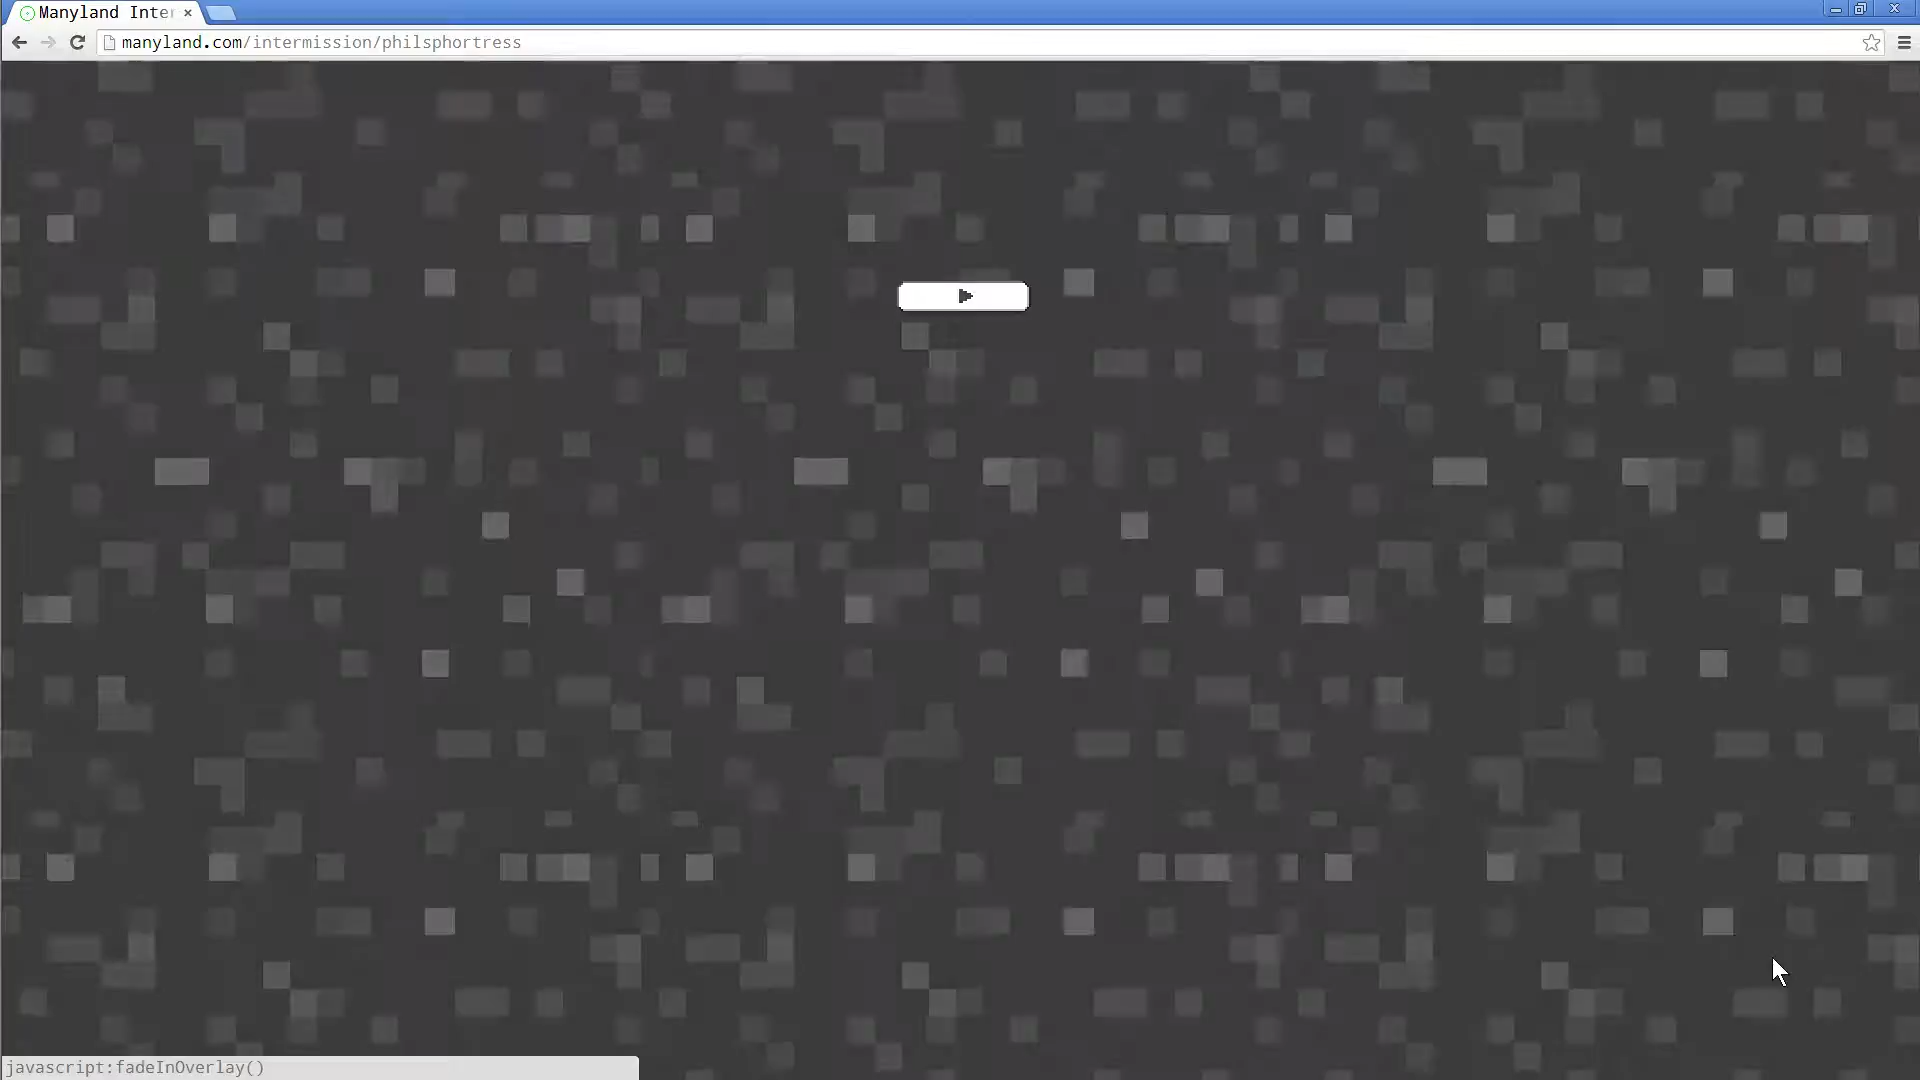 Manyland Inter
manyland.com/intermission/philsphortress
javascript:fadeInOverlay()